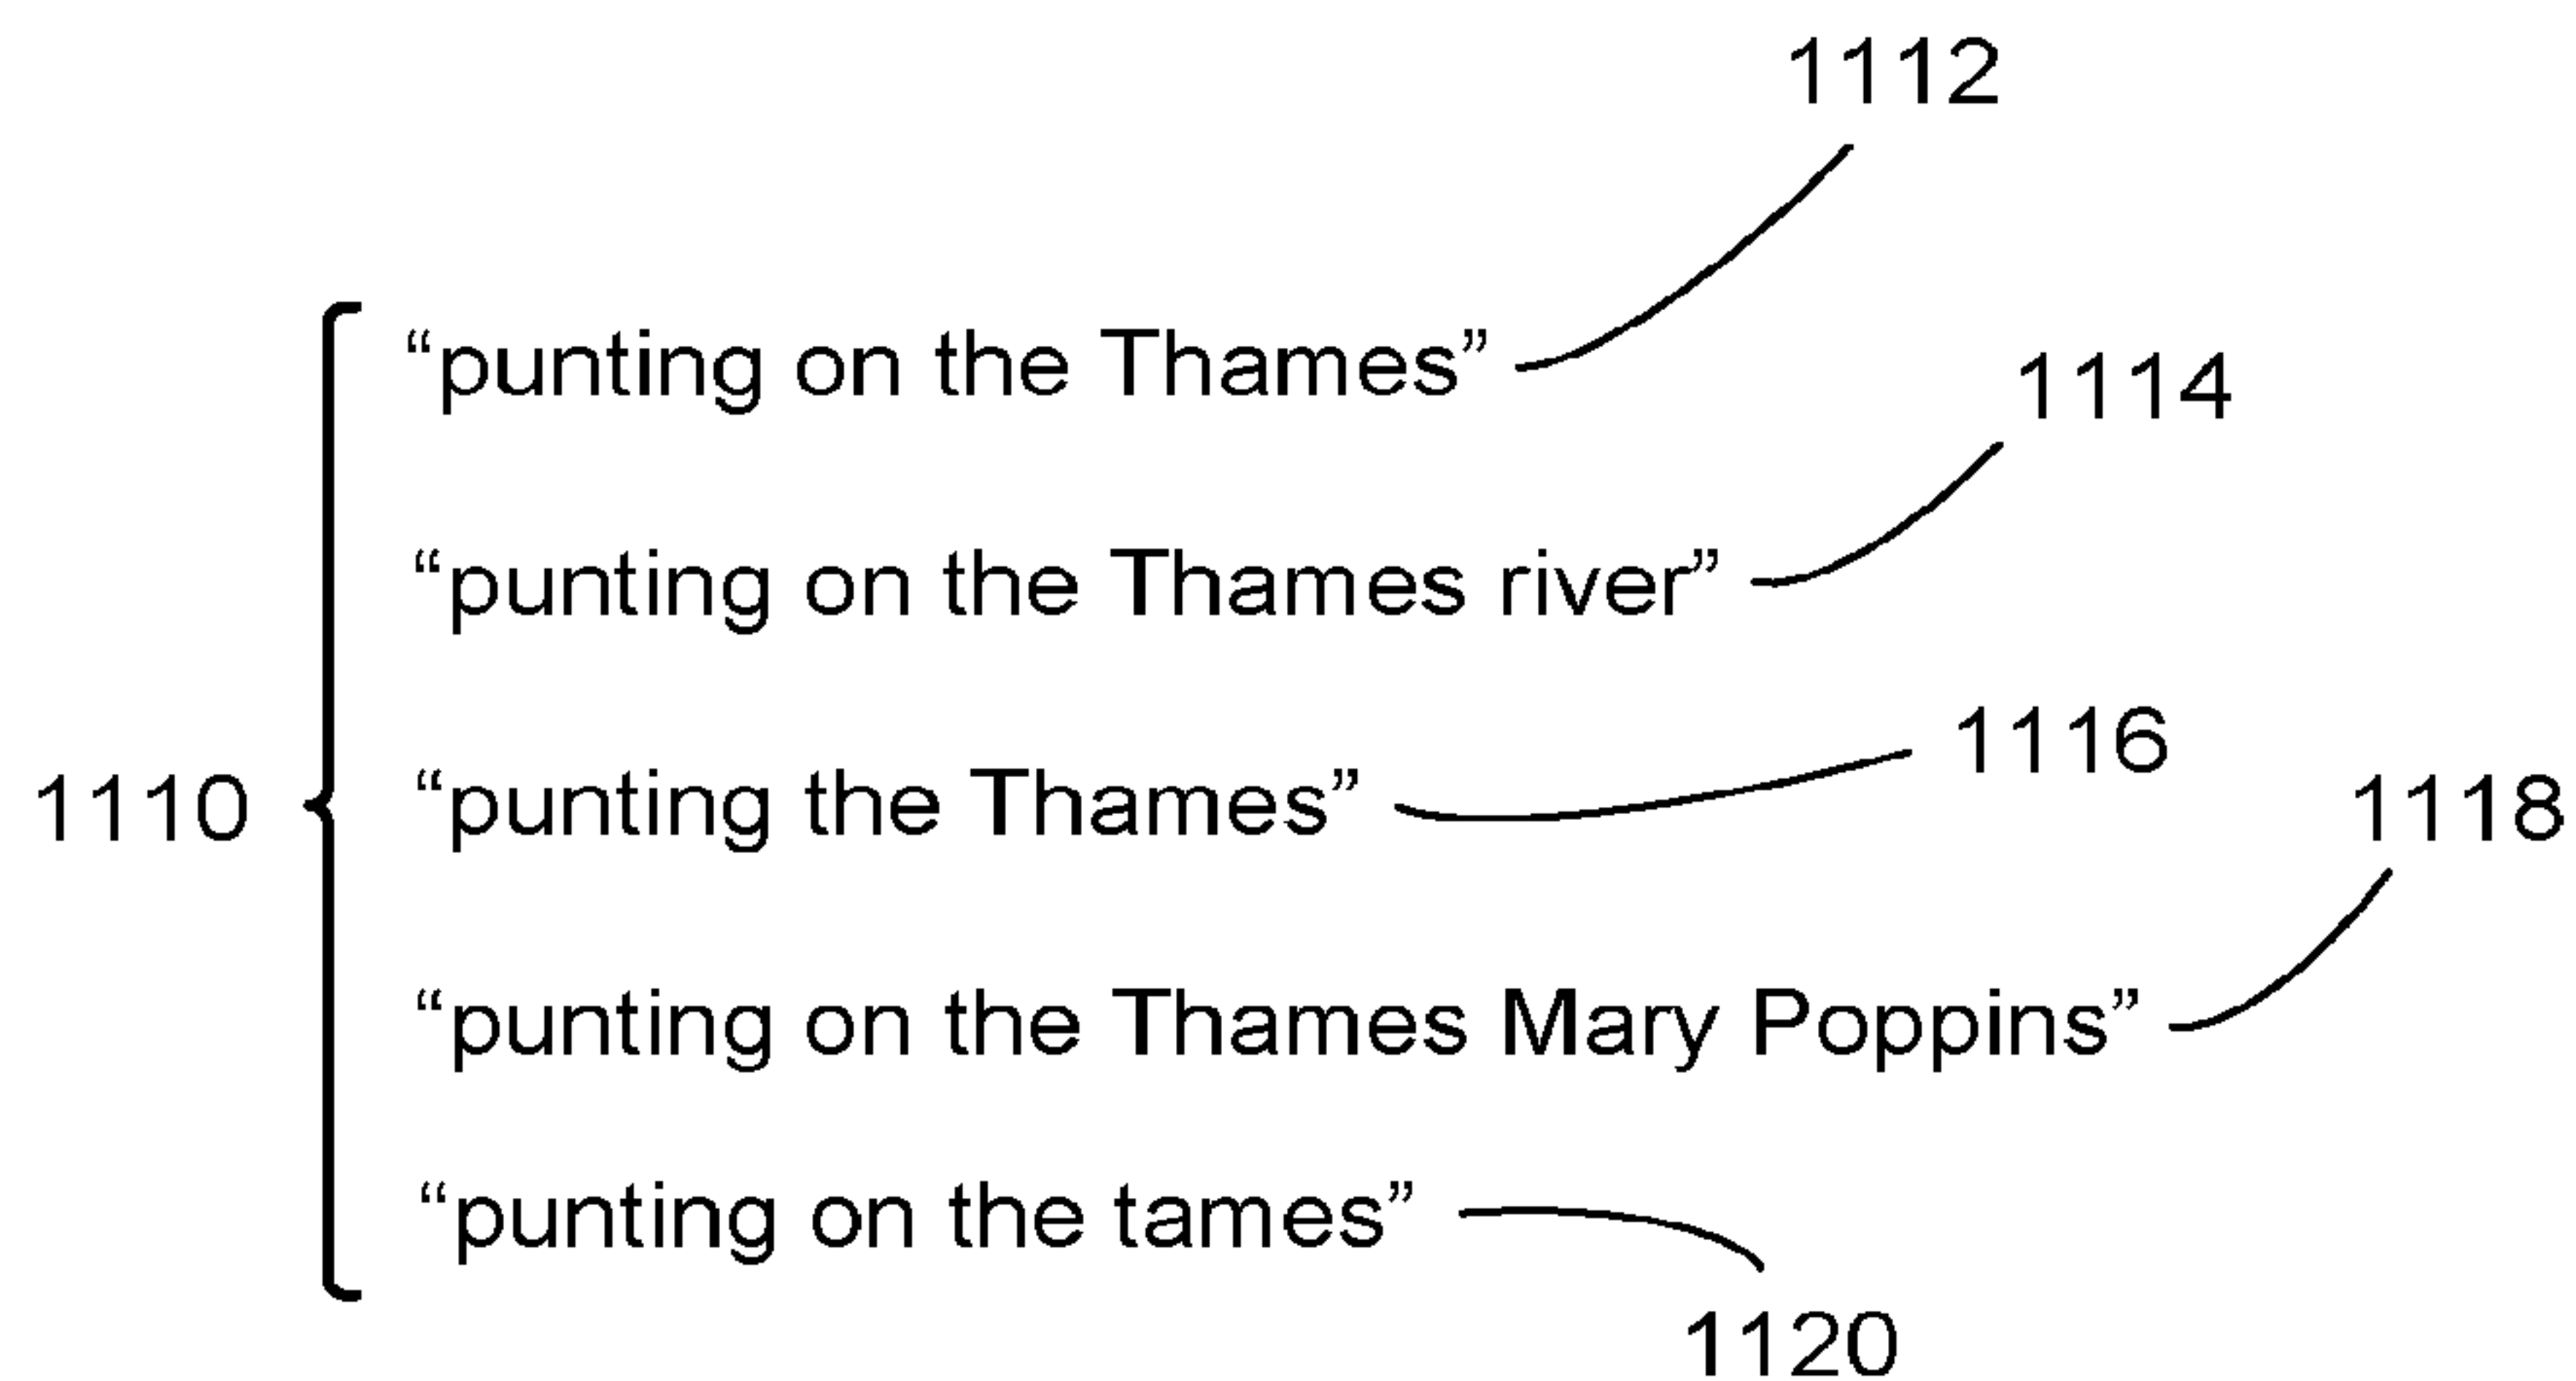 1112
“punting on the Thames”
1114
“punting on the Thames river”
1116
“punting the Thames”
1110
1118
“punting on the Thames Mary Poppins”
“punting on the tames”
1120